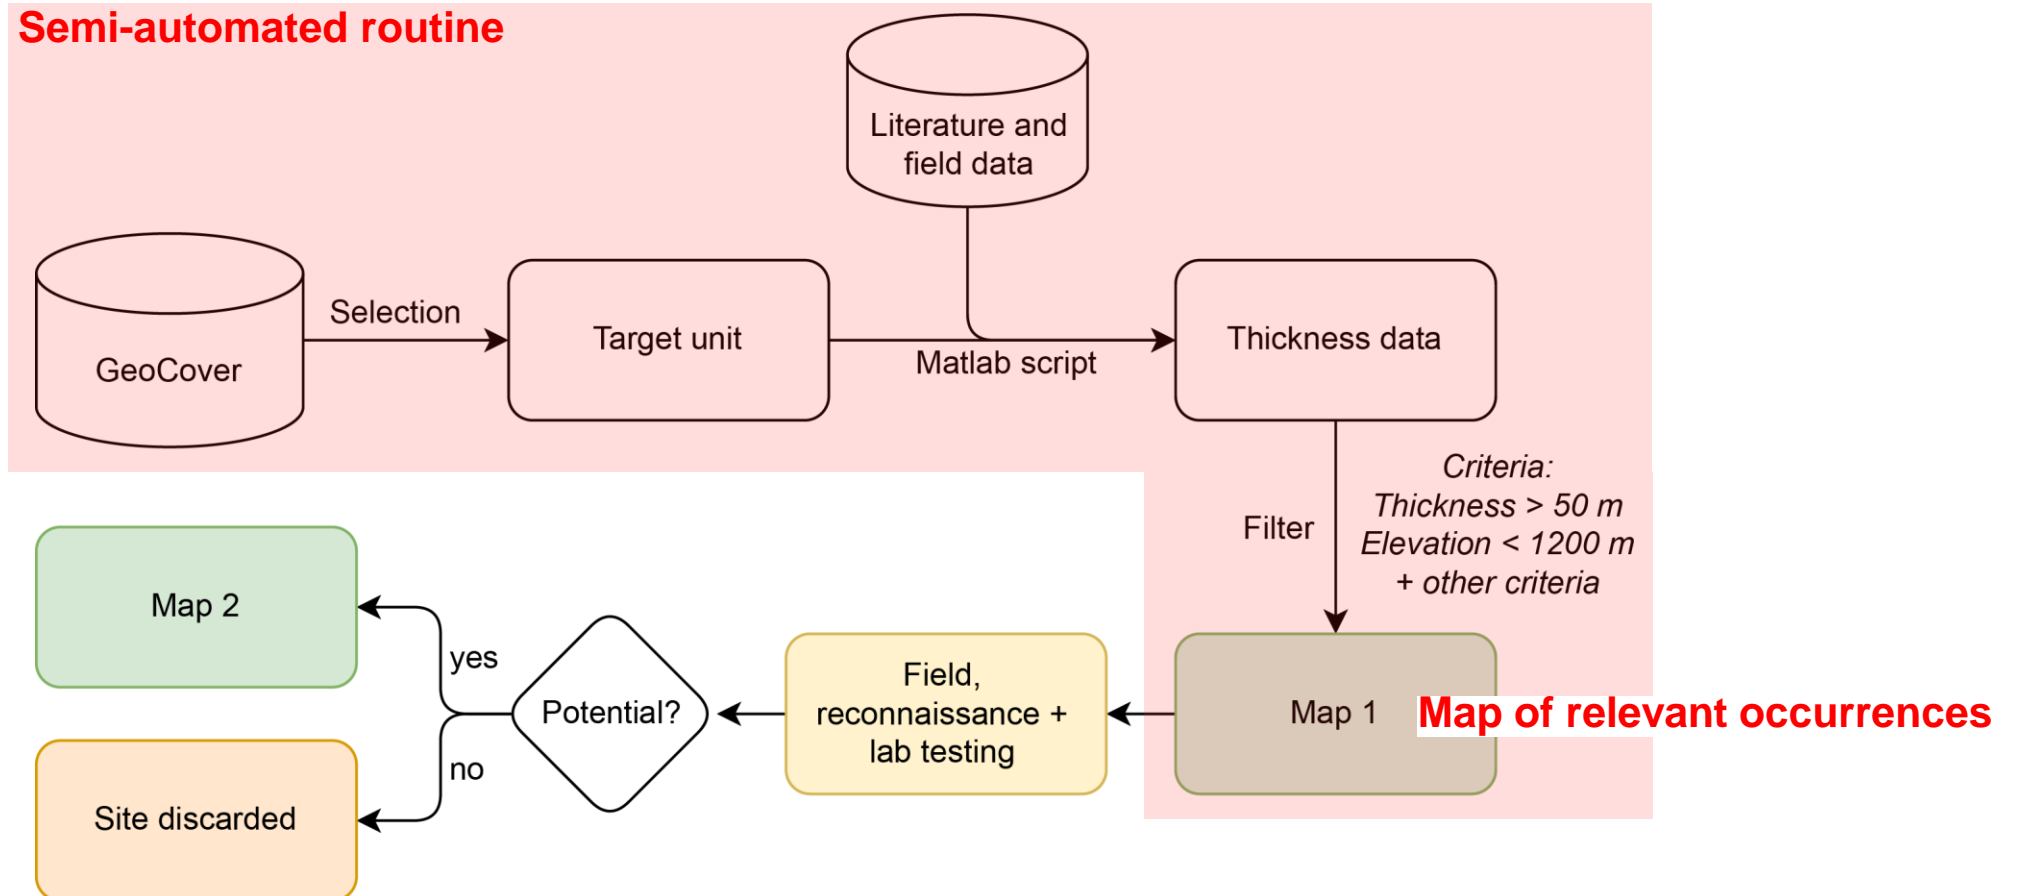 Semi-automated routine
Literature and
field data
GeoCover
Selection
Target unit
Matlab script
Thickness data
Filter
Criteria:
Thickness > 50 m
Elevation < 1200 m
+ other criteria
Map 1
Map of relevant occurrences
Field,
reconnaissance +
lab testing
Potential?
yes
no
Map 2
Site discarded